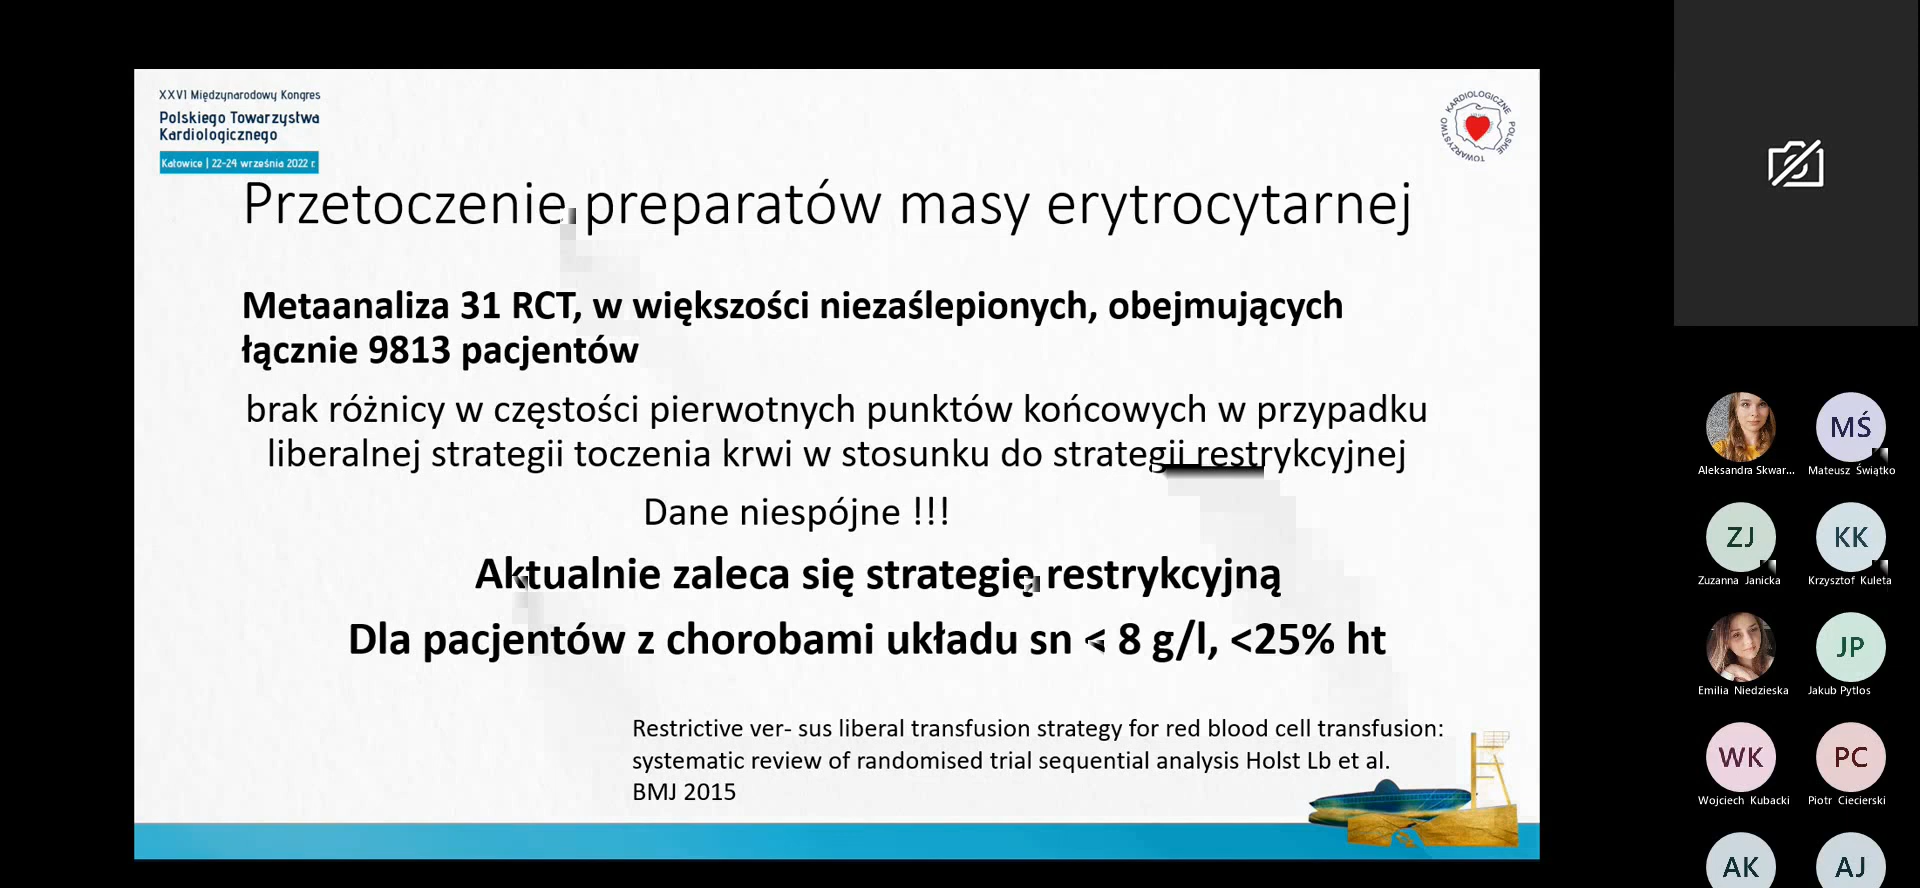 XXVI Międzynarodowy Kongres
Polskiego Towarzystwa
Kardiologicznego
Katowice | 22-24 września 2022 r.
POLSKIE TOWARZYSTWO KARDIOLOGICZNE
Przetoczenie preparatów masy erytrocytarnej
Metaanaliza 31 RCT, w większości niezaślepionych, obejmujących
łącznie 9813 pacjentów
brak różnicy w częstości pierwotnych punktów końcowych w przypadku
liberalnej strategii toczenia krwi w stosunku do strategii restrykcyjnej
Dane niespójne !!!
Aktualnie zaleca się strategię restrykcyjną
Dla pacjentów z chorobami układu sn < 8 g/l, <25% ht
Restrictive ver- sus liberal transfusion strategy for red blood cell transfusion:
systematic review of randomised trial sequential analysis Holst Lb et al.
BMJ 2015
Aleksandra Skwar...
MŚ
Mateusz Świątko
ZJ
Zuzanna Janicka
KK
Krzysztof Kuleta
Emilia Niedzieska
JP
Jakub Pytlos
WK
Wojciech Kubacki
PC
Piotr Ciecierski
AK
AJ